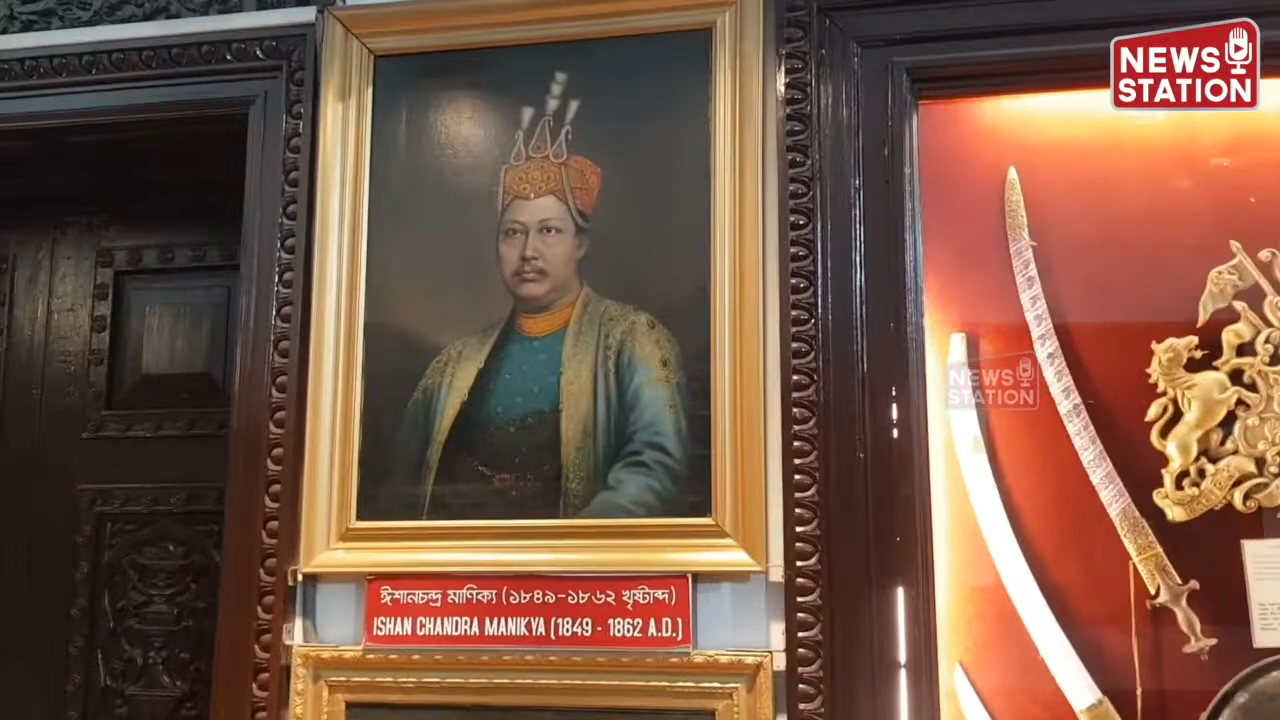 NEWS
STATION
NEWS
STATION
ঈশানচন্দ্র মাণিক্য (১৮৪৯-১৮৬২ খৃষ্টাব্দ)
ISHAN CHANDRA MANIKYA (1849 - 1862 A.D.)